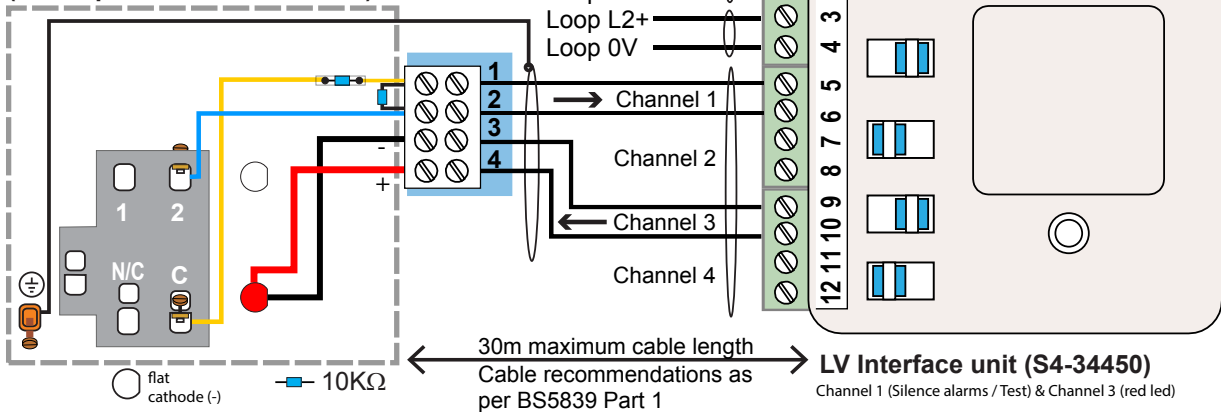 Loop L2+
Loop 0V
3
4
5
6
7
8
9
10
11
12
1
2
3
4
Channel 1
Channel 2
Channel 3
Channel 4
-
+
1
2
N/C
C
flat
cathode (-)
10KΩ
30m maximum cable length
Cable recommendations as
per BS5839 Part 1
LV Interface unit (S4-34450)
Channel 1 (Silence alarms / Test) & Channel 3 (red led)